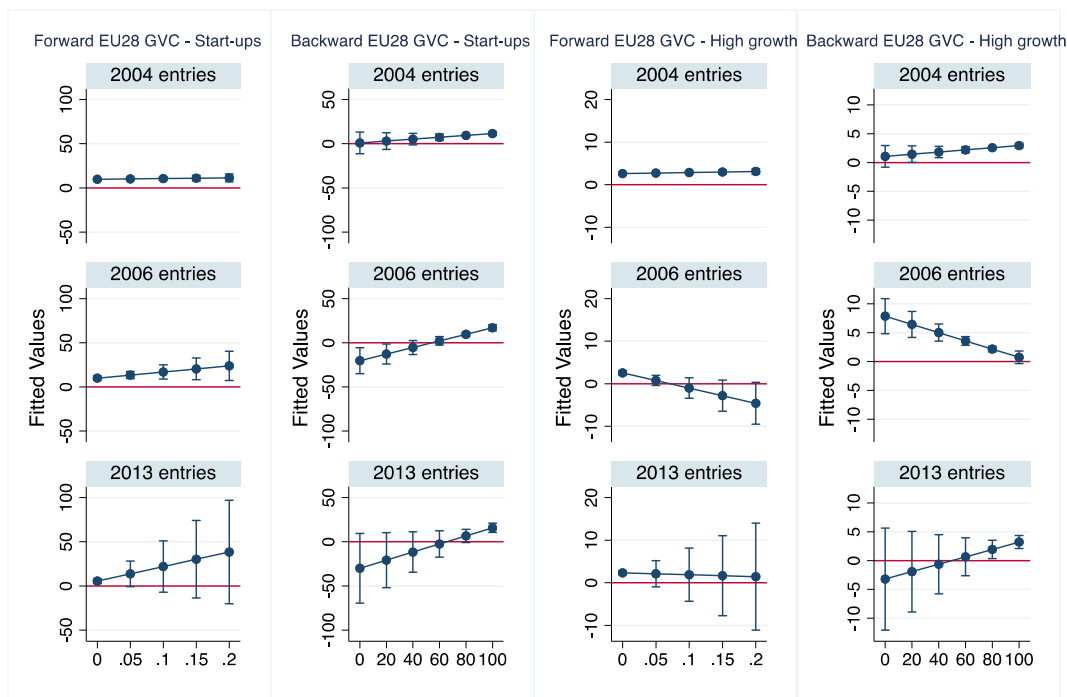 Forward EU28 GVC - Start-ups
2004 entries
100
50
0
-50
2006 entries
100
50
0
-50
Fitted Values
2013 entries
100
50
0
-50
0 .05 .1 .15 .2
Backward EU28 GVC - Start-ups
2004 entries
50
0
-50
-100
2006 entries
50
0
-50
-100
Fitted Values
2013 entries
50
0
-50
-100
0 20 40 60 80 100
Forward EU28 GVC - High growth
2004 entries
20
10
0
-10
2006 entries
20
10
0
-10
Fitted Values
2013 entries
20
10
0
-10
0 .05 .1 .15 .2
Backward EU28 GVC - High growth
2004 entries
10
5
0
-5
-10
2006 entries
10
5
0
-5
-10
Fitted Values
2013 entries
10
5
0
-5
-10
0 20 40 60 80 100